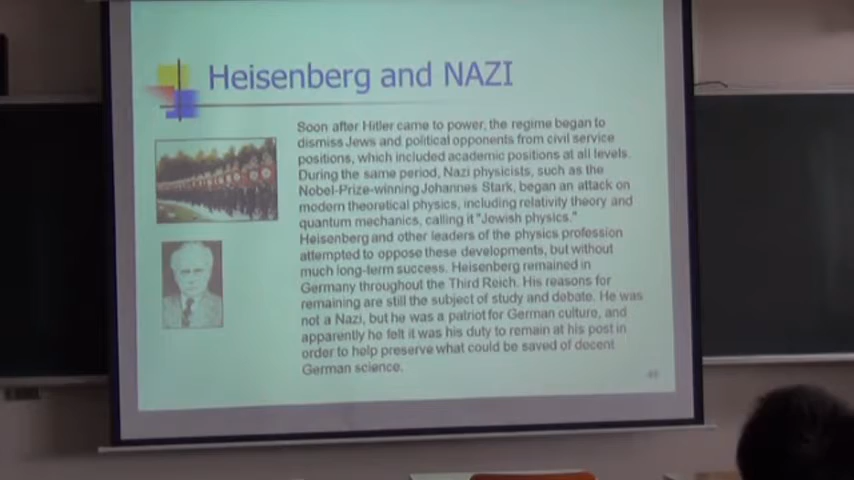 Heisenberg and NAZI
Soon after Hitler came to power, the regime began to
dismiss Jews and political opponents from civil service
positions, which included academic positions at all levels.
During the same period, Nazi physicists, such as the
Nobel-Prize-winning Johannes Stark, began an attack on
modern theoretical physics, including relativity theory and
quantum mechanics, calling it "Jewish physics."
Heisenberg and other leaders of the physics profession
attempted to oppose these developments, but without
much long-term success. Heisenberg remained in
Germany throughout the Third Reich. His reasons for
remaining are still the subject of study and debate. He was
not a Nazi, but he was a patriot for German culture, and
apparently he felt it was his duty to remain at his post in
order to help preserve what could be saved of decent
German science.